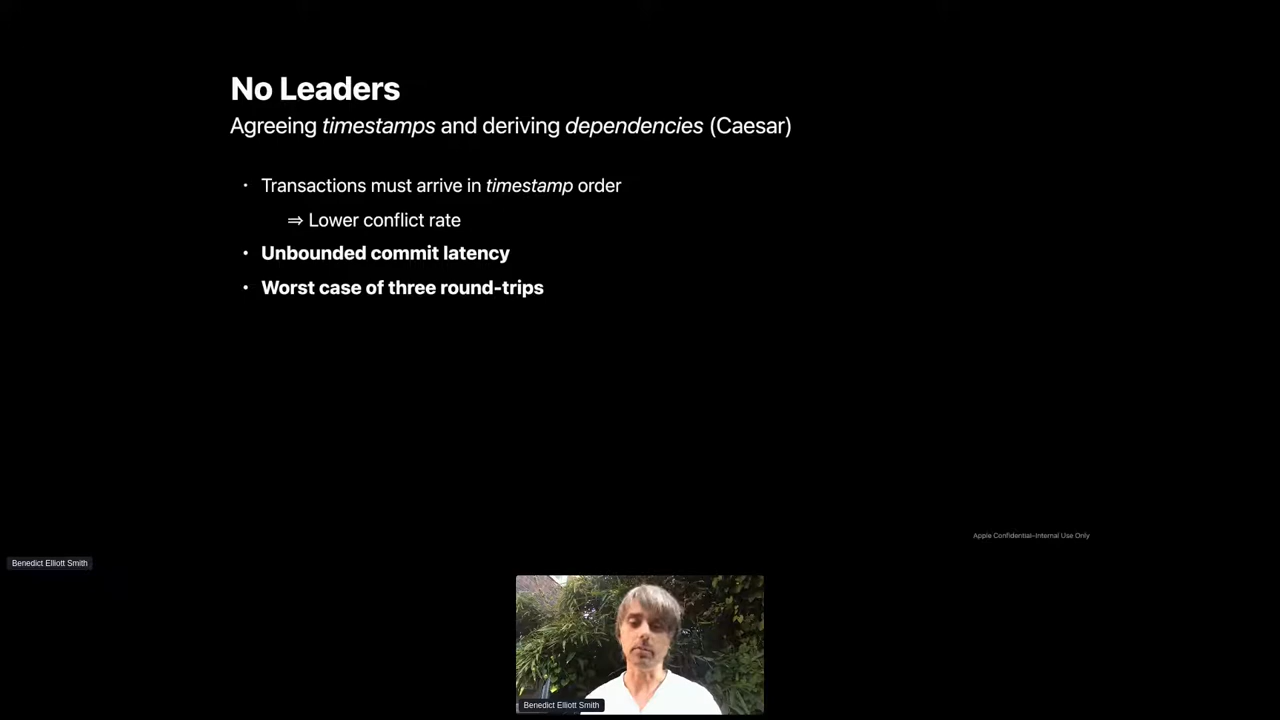 No Leaders
Agreeing timestamps and deriving dependencies (Caesar)
• Transactions must arrive in timestamp order
⇒ Lower conflict rate
• Unbounded commit latency
• Worst case of three round-trips
Apple Confidential–Internal Use Only
Benedict Elliott Smith
Benedict Elliott Smith